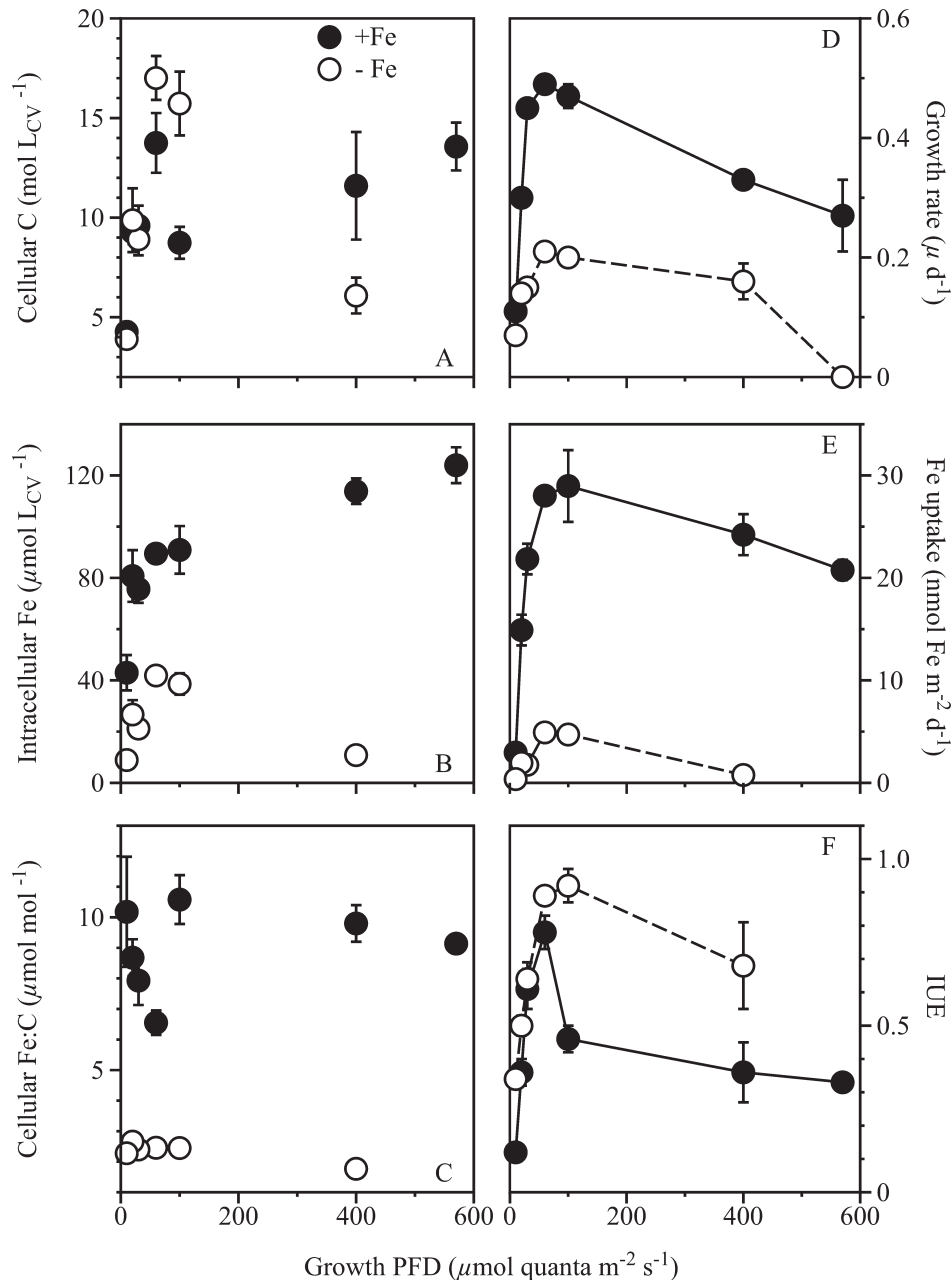 20
15
10
5
Cellular C (mol L_CV ^-1)
+Fe
- Fe
A
D
0.6
0.4
0.2
0
Growth rate (μ d^-1)
120
80
40
0
Intracellular Fe (μmol L_CV ^-1)
B
E
30
20
10
0
Fe uptake (nmol Fe m^-2 d^-1)
10
5
Cellular Fe:C (μmol mol ^-1)
C
F
1.0
0.5
0
IUE
0 200 400 600
0 200 400 600
Growth PFD (μmol quanta m^-2 s^-1)